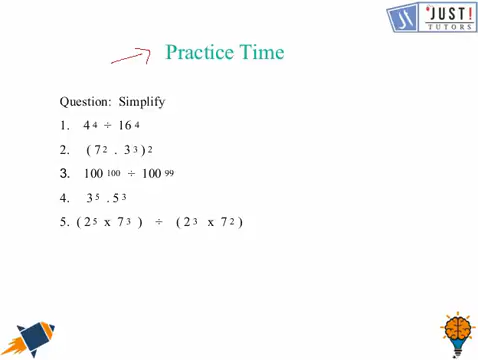 JI
"JUST!
TUTORS
Practice Time
Question: Simplify
1. 4 4 ÷ 16 4
2. ( 7 2 . 3 3 ) 2
3. 100 100 ÷ 100 99
4. 3 5 . 5 3
5. ( 2 5 x 7 3 ) ÷ ( 2 3 x 7 2 )